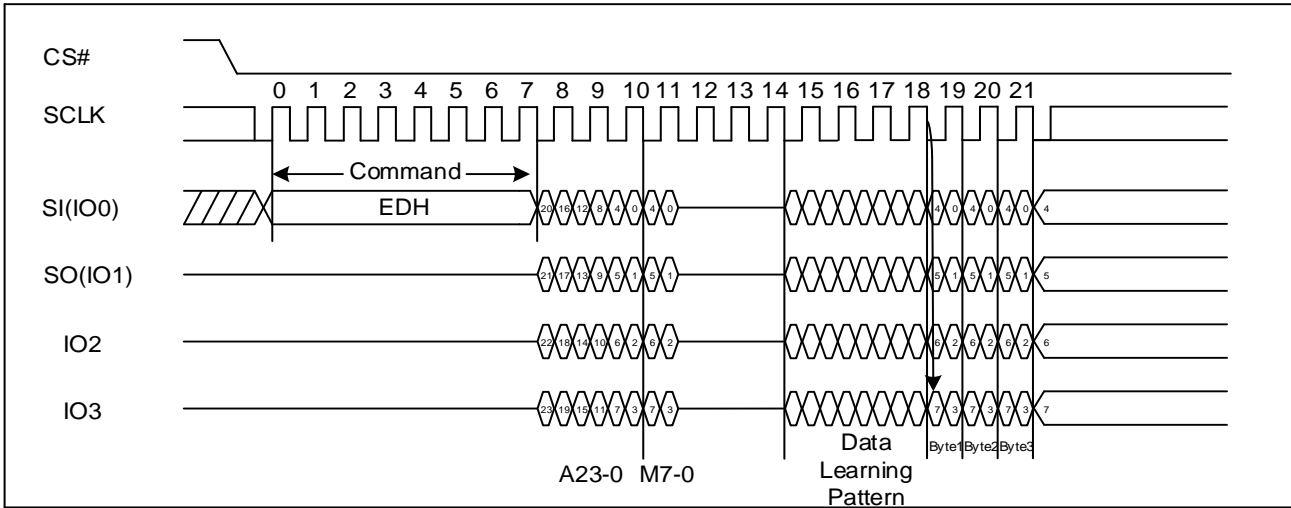 CS#
0 1 2 3 4 5 6 7 8 9 10 11 12 13 14 15 16 17 18 19 20 21
SCLK
Command
SI(IO0)
EDH
20 16 12 8 4 0 4 0 4 0 4 0 4 0 4
SO(IO1)
21 17 13 9 5 1 5 1 5 1 5 1 5 1 5
IO2
22 18 14 10 6 2 6 2 6 2 6 2 6 2 6
IO3
23 19 15 11 7 3 7 3 7 3 7 3 7 3 7
A23-0 M7-0
Data
Learning
Pattern
Byte1 Byte2 Byte3